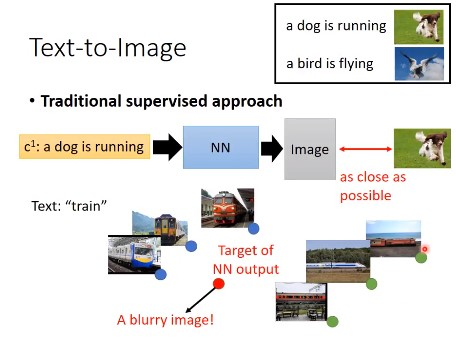 Text-to-Image
a dog is running
a bird is flying
• Traditional supervised approach
c¹: a dog is running
NN
Image
as close as
possible
Text: “train”
Target of
NN output
A blurry image!